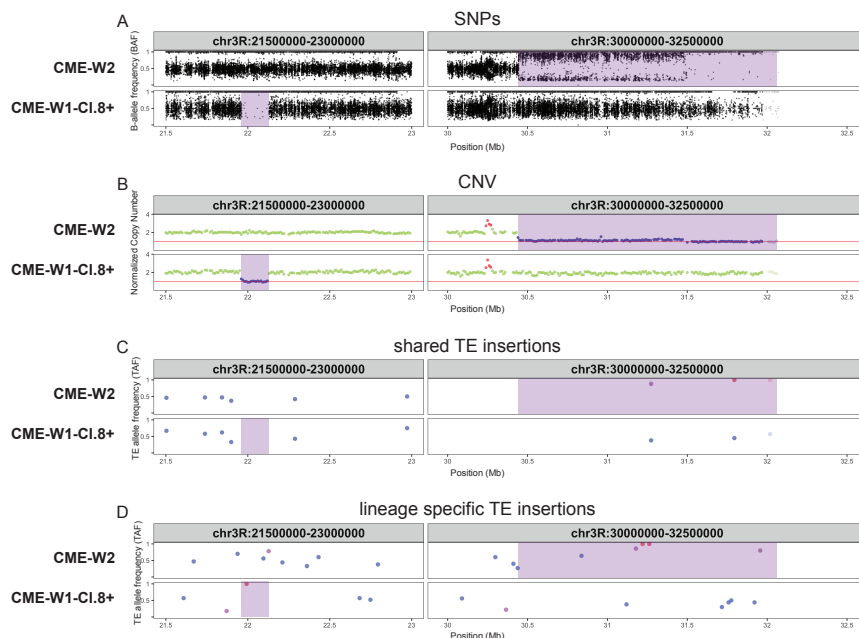 A SNPs
chr3R:21500000-23000000 chr3R:30000000-32500000
B-allele frequency (BAF)
CME-W2 1 0.5
CME-W1-Cl.8+ 1 0.5
21.5 22 22.5 23 30 30.5 31 31.5 32
Position (Mb)
B CNV
chr3R:21500000-23000000 chr3R:30000000-32500000
Normalized Copy Number
CME-W2 4 2
CME-W1-Cl.8+ 4 2
21.5 22 22.5 23 30 30.5 31 31.5 32
Position (Mb)
C shared TE insertions
chr3R:21500000-23000000 chr3R:30000000-32500000
TE allele frequency (TAF)
CME-W2 1 0.5
CME-W1-Cl.8+ 1 0.5
21.5 22 22.5 23 30 30.5 31 31.5 32
Position (Mb)
D lineage specific TE insertions
chr3R:21500000-23000000 chr3R:30000000-32500000
TE allele frequency (TAF)
CME-W2 1 0.5
CME-W1-Cl.8+ 1 0.5
21.5 22 22.5 23 30 30.5 31 31.5 32
Position (Mb)